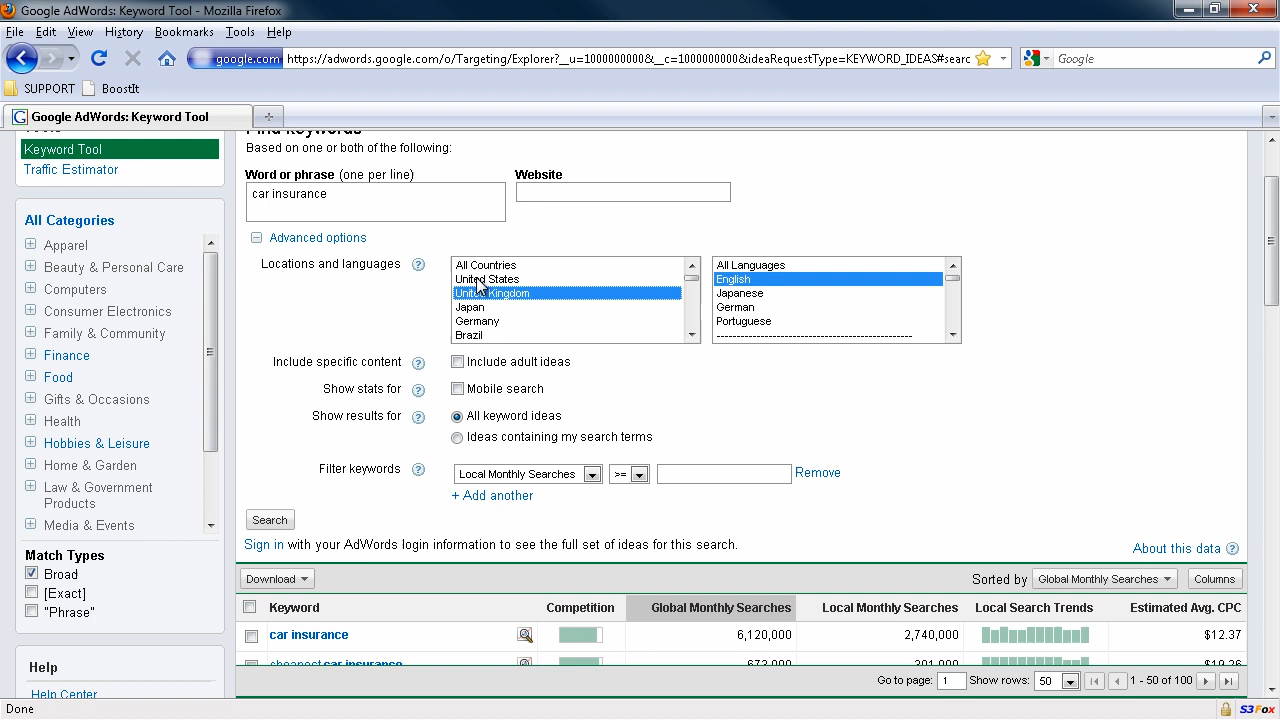 Google AdWords: Keyword Tool - Mozilla Firefox
File Edit View History Bookmarks Tools Help
google.com https://adwords.google.com/o/Targeting/Explorer?__u=1000000000&__c=1000000000&ideaRequestType=KEYWORD_IDEAS#searc Google
SUPPORT BoostIt
Google AdWords: Keyword Tool
Tools
Keyword Tool
Traffic Estimator
All Categories
Apparel
Beauty & Personal Care
Computers
Consumer Electronics
Family & Community
Finance
Food
Gifts & Occasions
Health
Hobbies & Leisure
Home & Garden
Law & Government
Products
Media & Events
Match Types
Broad
[Exact]
"Phrase"
Help
Help Center
Find keywords
Based on one or both of the following:
Word or phrase (one per line) Website
car insurance
Advanced options
Locations and languages ?
All Countries
United States
United Kingdom
Japan
Germany
Brazil
All Languages
English
Japanese
German
Portuguese
--------------------------------------------------
Include specific content ? Include adult ideas
Show stats for ? Mobile search
Show results for ? All keyword ideas
Ideas containing my search terms
Filter keywords ? Local Monthly Searches >= Remove
+ Add another
Search
Sign in with your AdWords login information to see the full set of ideas for this search.
About this data ?
Download Sorted by Global Monthly Searches Columns
Keyword Competition Global Monthly Searches Local Monthly Searches Local Search Trends Estimated Avg. CPC
car insurance 6,120,000 2,740,000 $12.37
cheapest car insurance 673,000 301,000 $19.26
Go to page: 1 Show rows: 50 1 - 50 of 100
Done S3Fox